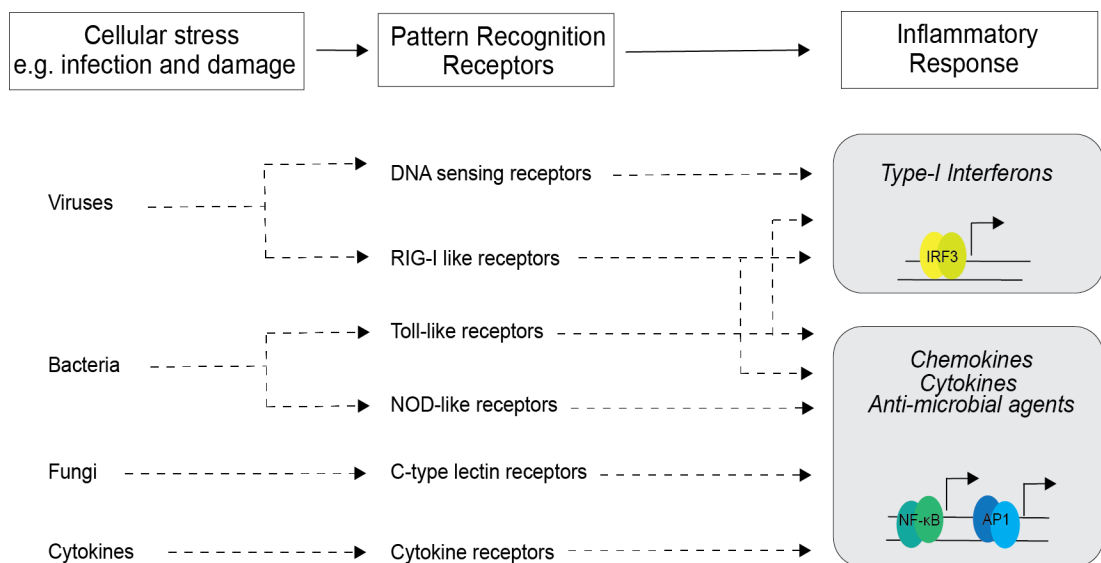 Cellular stress
e.g. infection and damage
Pattern Recognition
Receptors
Inflammatory
Response
Viruses
DNA sensing receptors
RIG-I like receptors
Type-I Interferons
IRF3
Bacteria
Toll-like receptors
NOD-like receptors
Chemokines
Cytokines
Anti-microbial agents
Fungi
C-type lectin receptors
NF-κB
AP1
Cytokines
Cytokine receptors